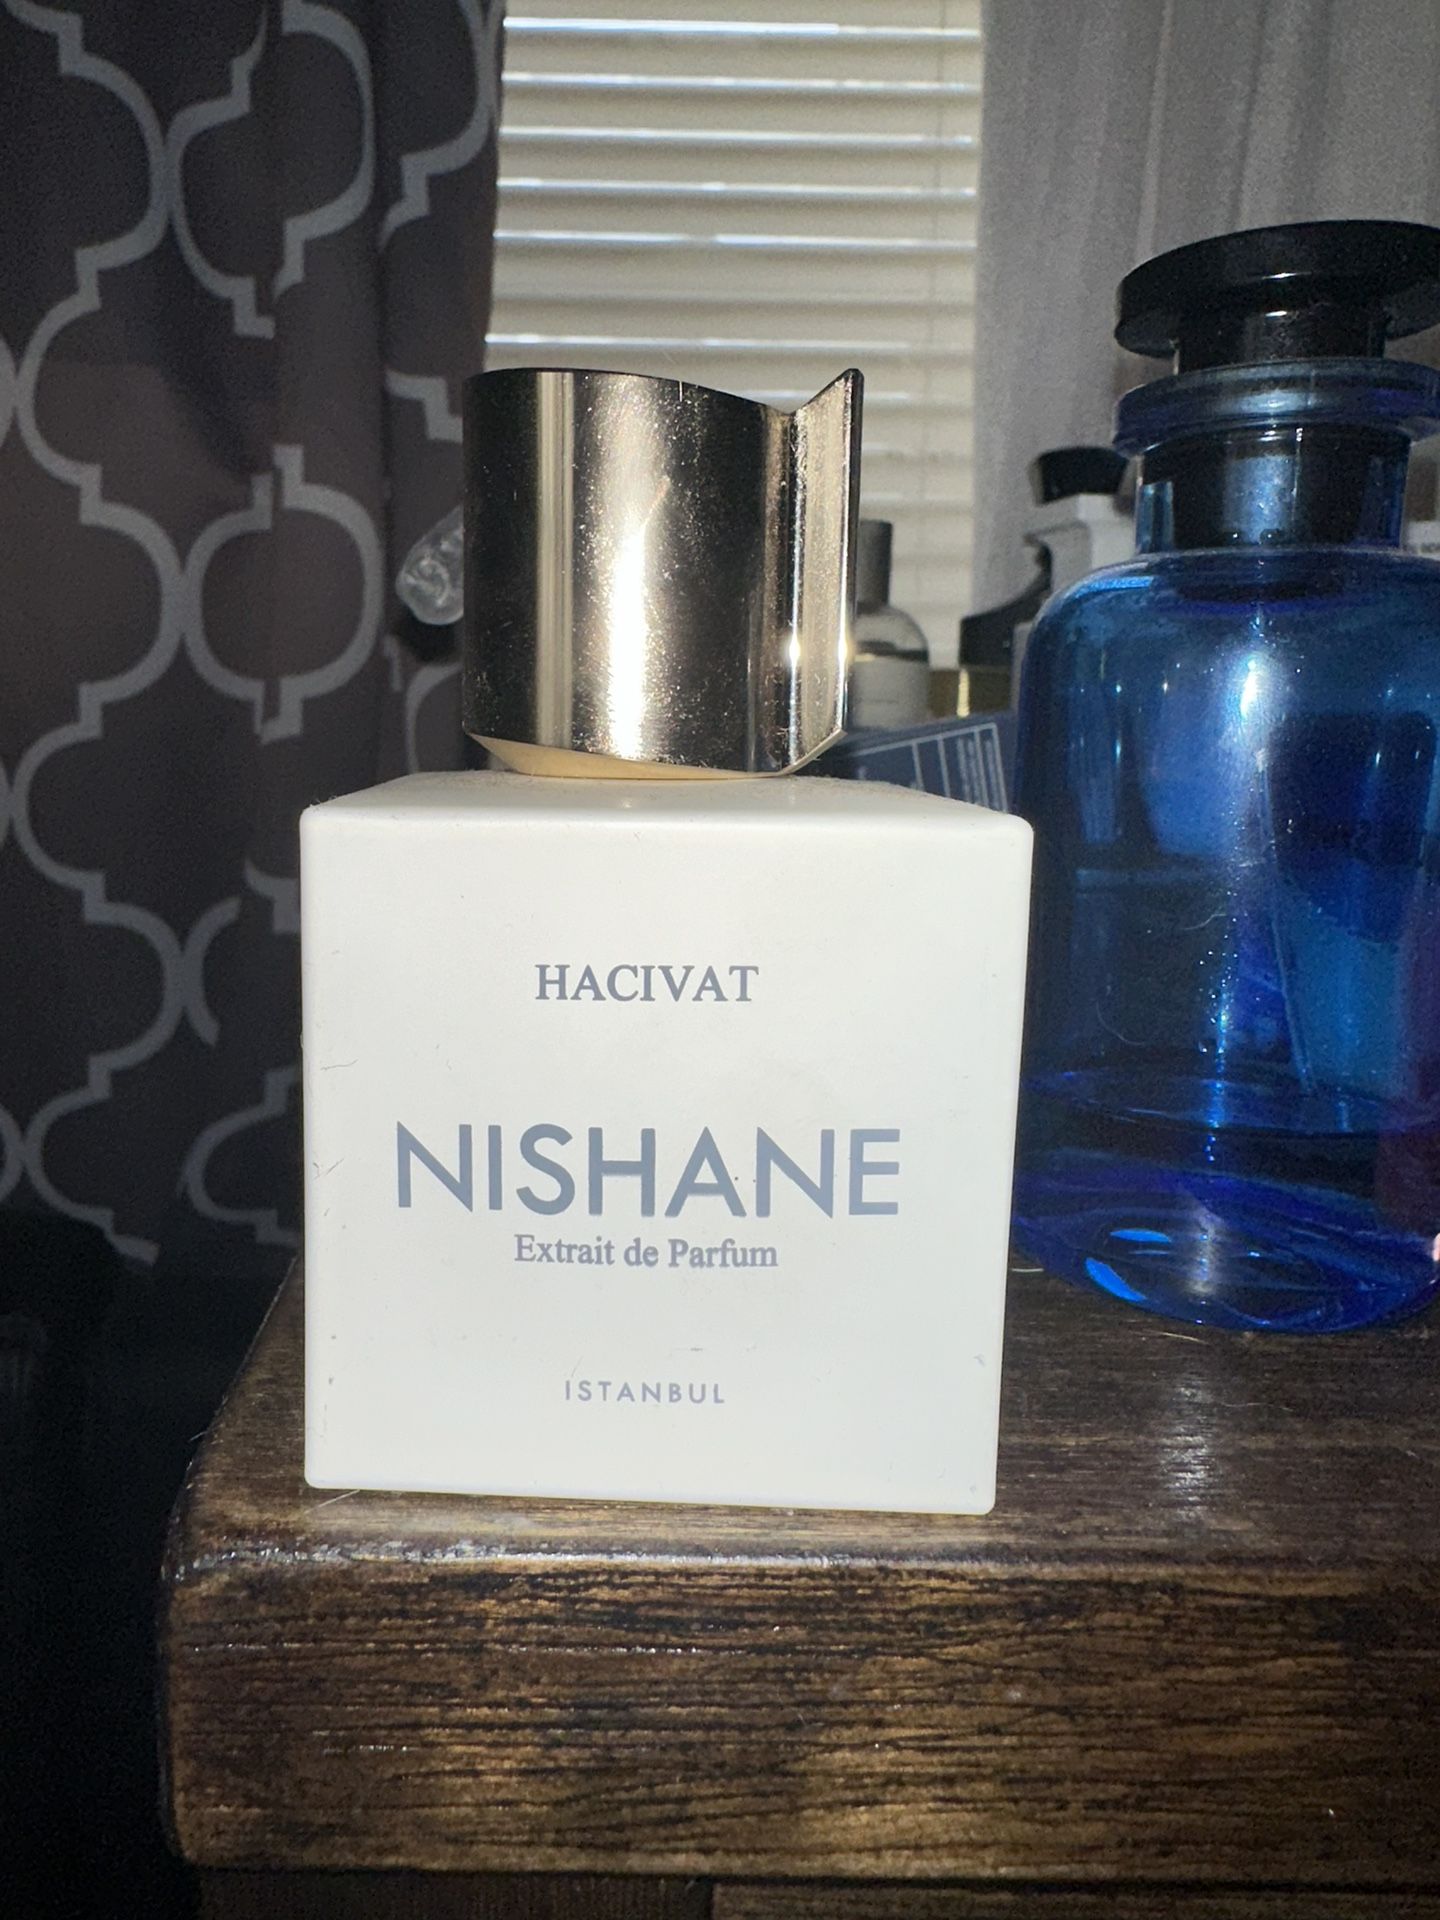 HACIVAT
NISHANE
Extrait de Parfum
ISTANBUL